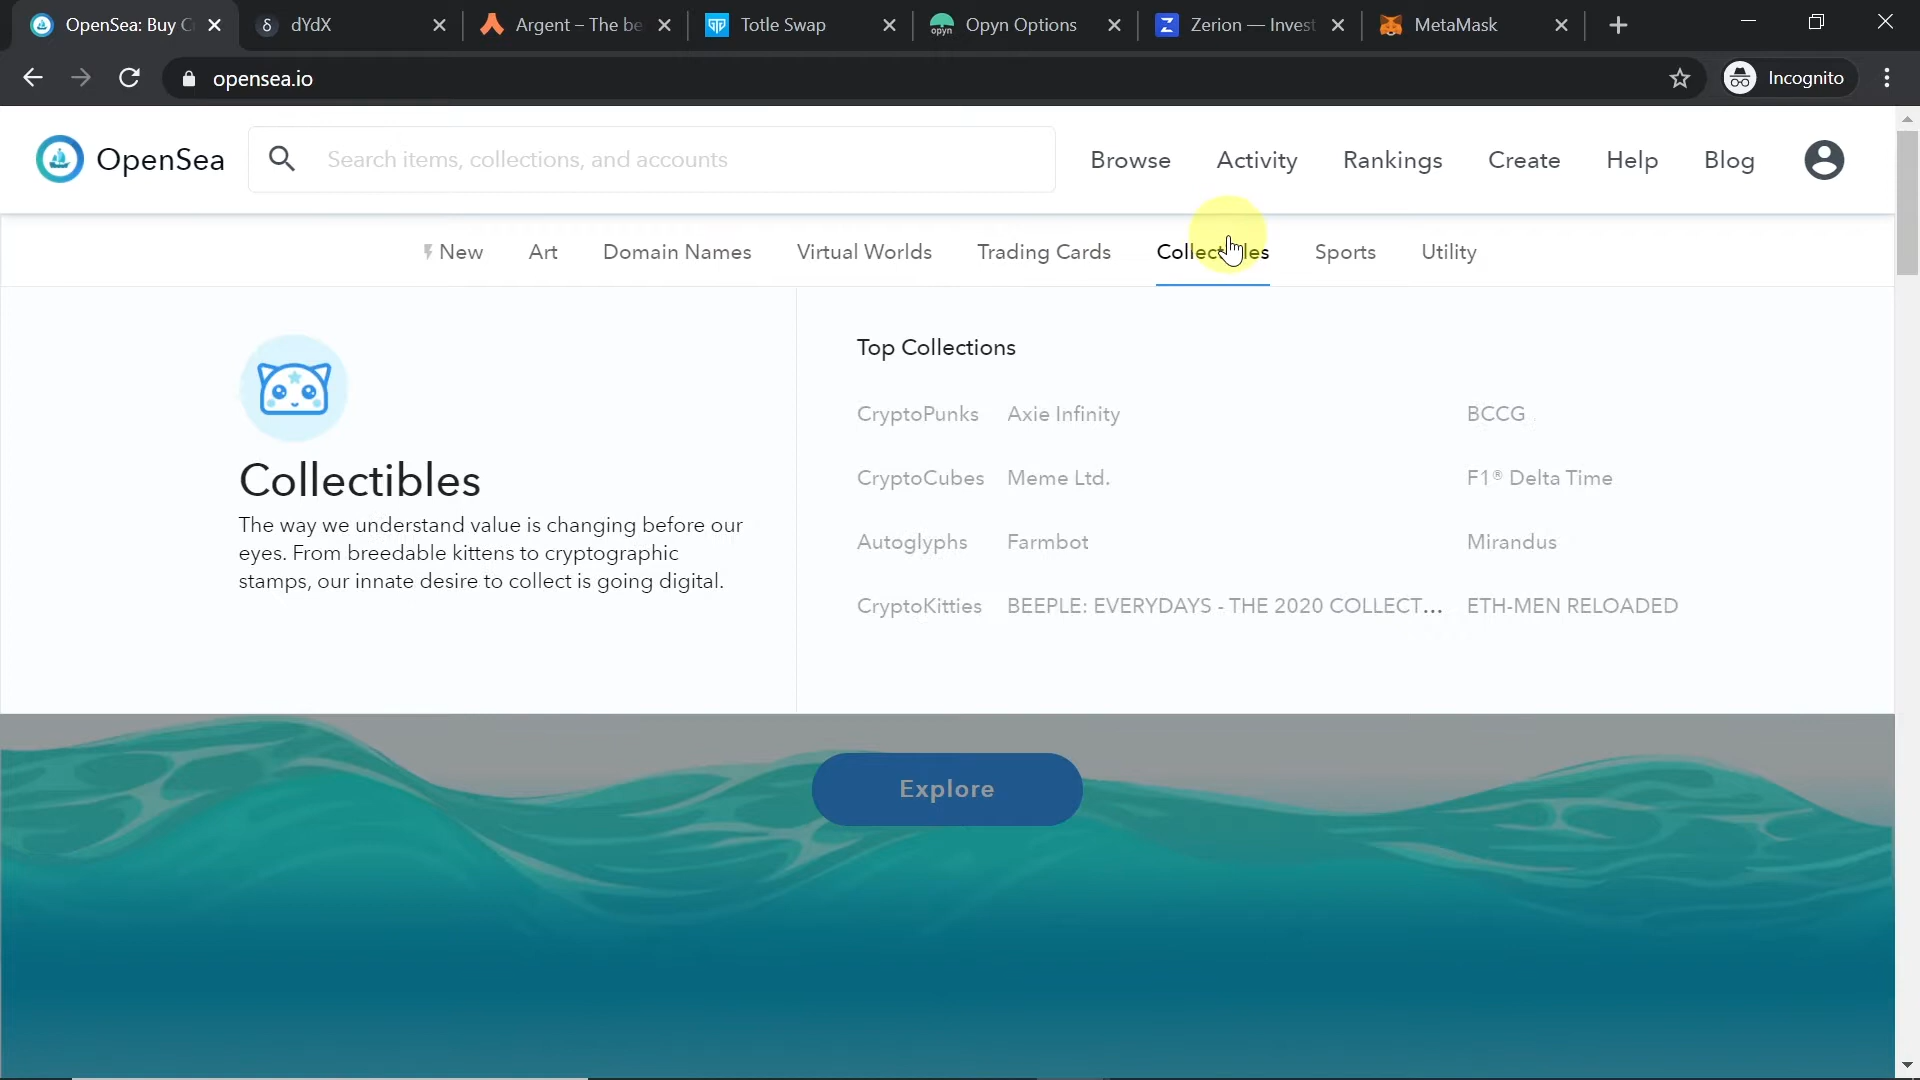 OpenSea: Buy C
dYdX
Argent – The be
Totle Swap
opyn
Opyn Options
Zerion — Invest
MetaMask
opensea.io
Incognito
OpenSea
Search items, collections, and accounts
Browse
Activity
Rankings
Create
Help
Blog
New
Art
Domain Names
Virtual Worlds
Trading Cards
Collectibles
Sports
Utility
Collectibles
The way we understand value is changing before our
eyes. From breedable kittens to cryptographic
stamps, our innate desire to collect is going digital.
Top Collections
CryptoPunks
Axie Infinity
BCCG
CryptoCubes
Meme Ltd.
F1® Delta Time
Autoglyphs
Farmbot
Mirandus
CryptoKitties
BEEPLE: EVERYDAYS - THE 2020 COLLECT...
ETH-MEN RELOADED
Explore